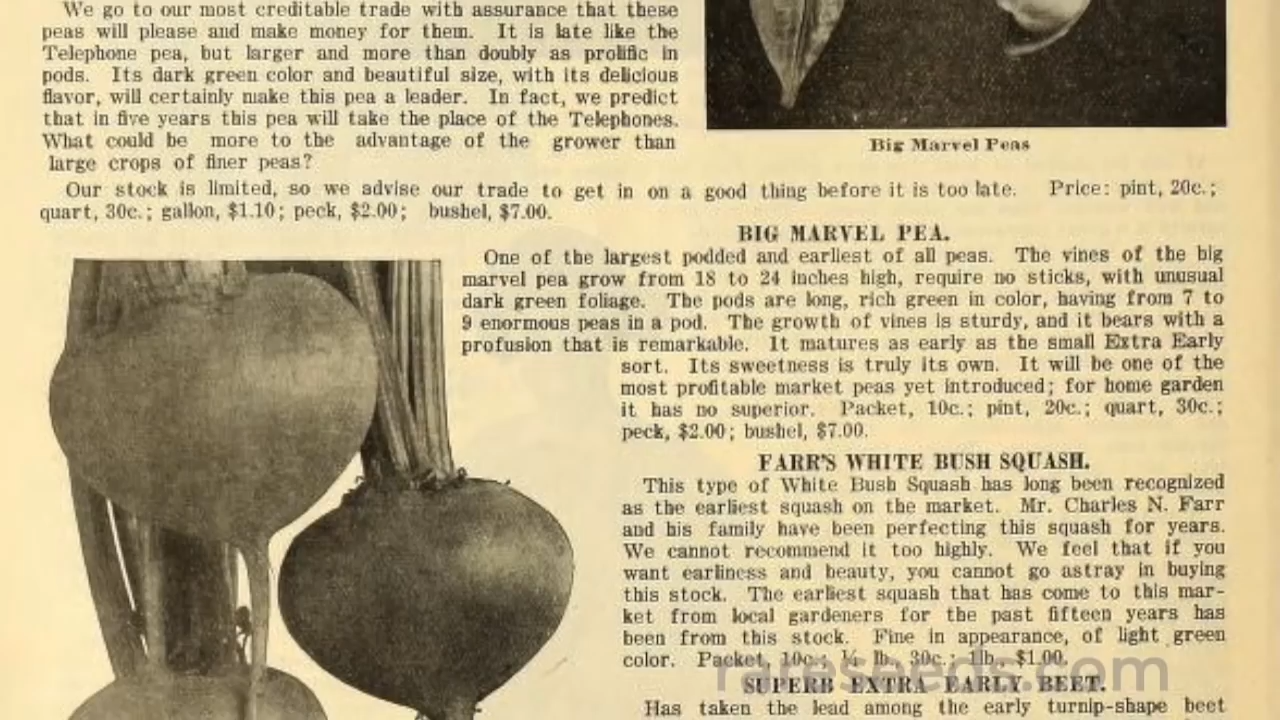 We go to our most creditable trade with assurance that these
peas will please and make money for them. It is late like the
Telephone pea, but larger and more than doubly as prolific in
pods. Its dark green color and beautiful size, with its delicious
flavor, will certainly make this pea a leader. In fact, we predict
that in five years this pea will take the place of the Telephones.
What could be more to the advantage of the grower than
large crops of finer peas?
Big Marvel Peas
Our stock is limited, so we advise our trade to get in on a good thing before it is too late. Price: pint, 20c.;
quart, 30c.; gallon, $1.10; peck, $2.00; bushel, $7.00.
BIG MARVEL PEA.
One of the largest podded and earliest of all peas. The vines of the big
marvel pea grow from 18 to 24 inches high, require no sticks, with unusual
dark green foliage. The pods are long, rich green in color, having from 7 to
9 enormous peas in a pod. The growth of vines is sturdy, and it bears with a
profusion that is remarkable. It matures as early as the small Extra Early
sort. Its sweetness is truly its own. It will be one of the
most profitable market peas yet introduced; for home garden
it has no superior. Packet, 10c.; pint, 20c.; quart, 30c.;
peck, $2.00; bushel, $7.00.
FARR'S WHITE BUSH SQUASH.
This type of White Bush Squash has long been recognized
as the earliest squash on the market. Mr. Charles N. Farr
and his family have been perfecting this squash for years.
We cannot recommend it too highly. We feel that if you
want earliness and beauty, you cannot go astray in buying
this stock. The earliest squash that has come to this mar-
ket from local gardeners for the past fifteen years has
been from this stock. Fine in appearance, of light green
color. Packet, 10c.; ¼ lb., 30c.; 1lb., $1.00.
rareseeds.com
SUPERB EXTRA EARLY BEET.
Has taken the lead among the early turnip-shape beet